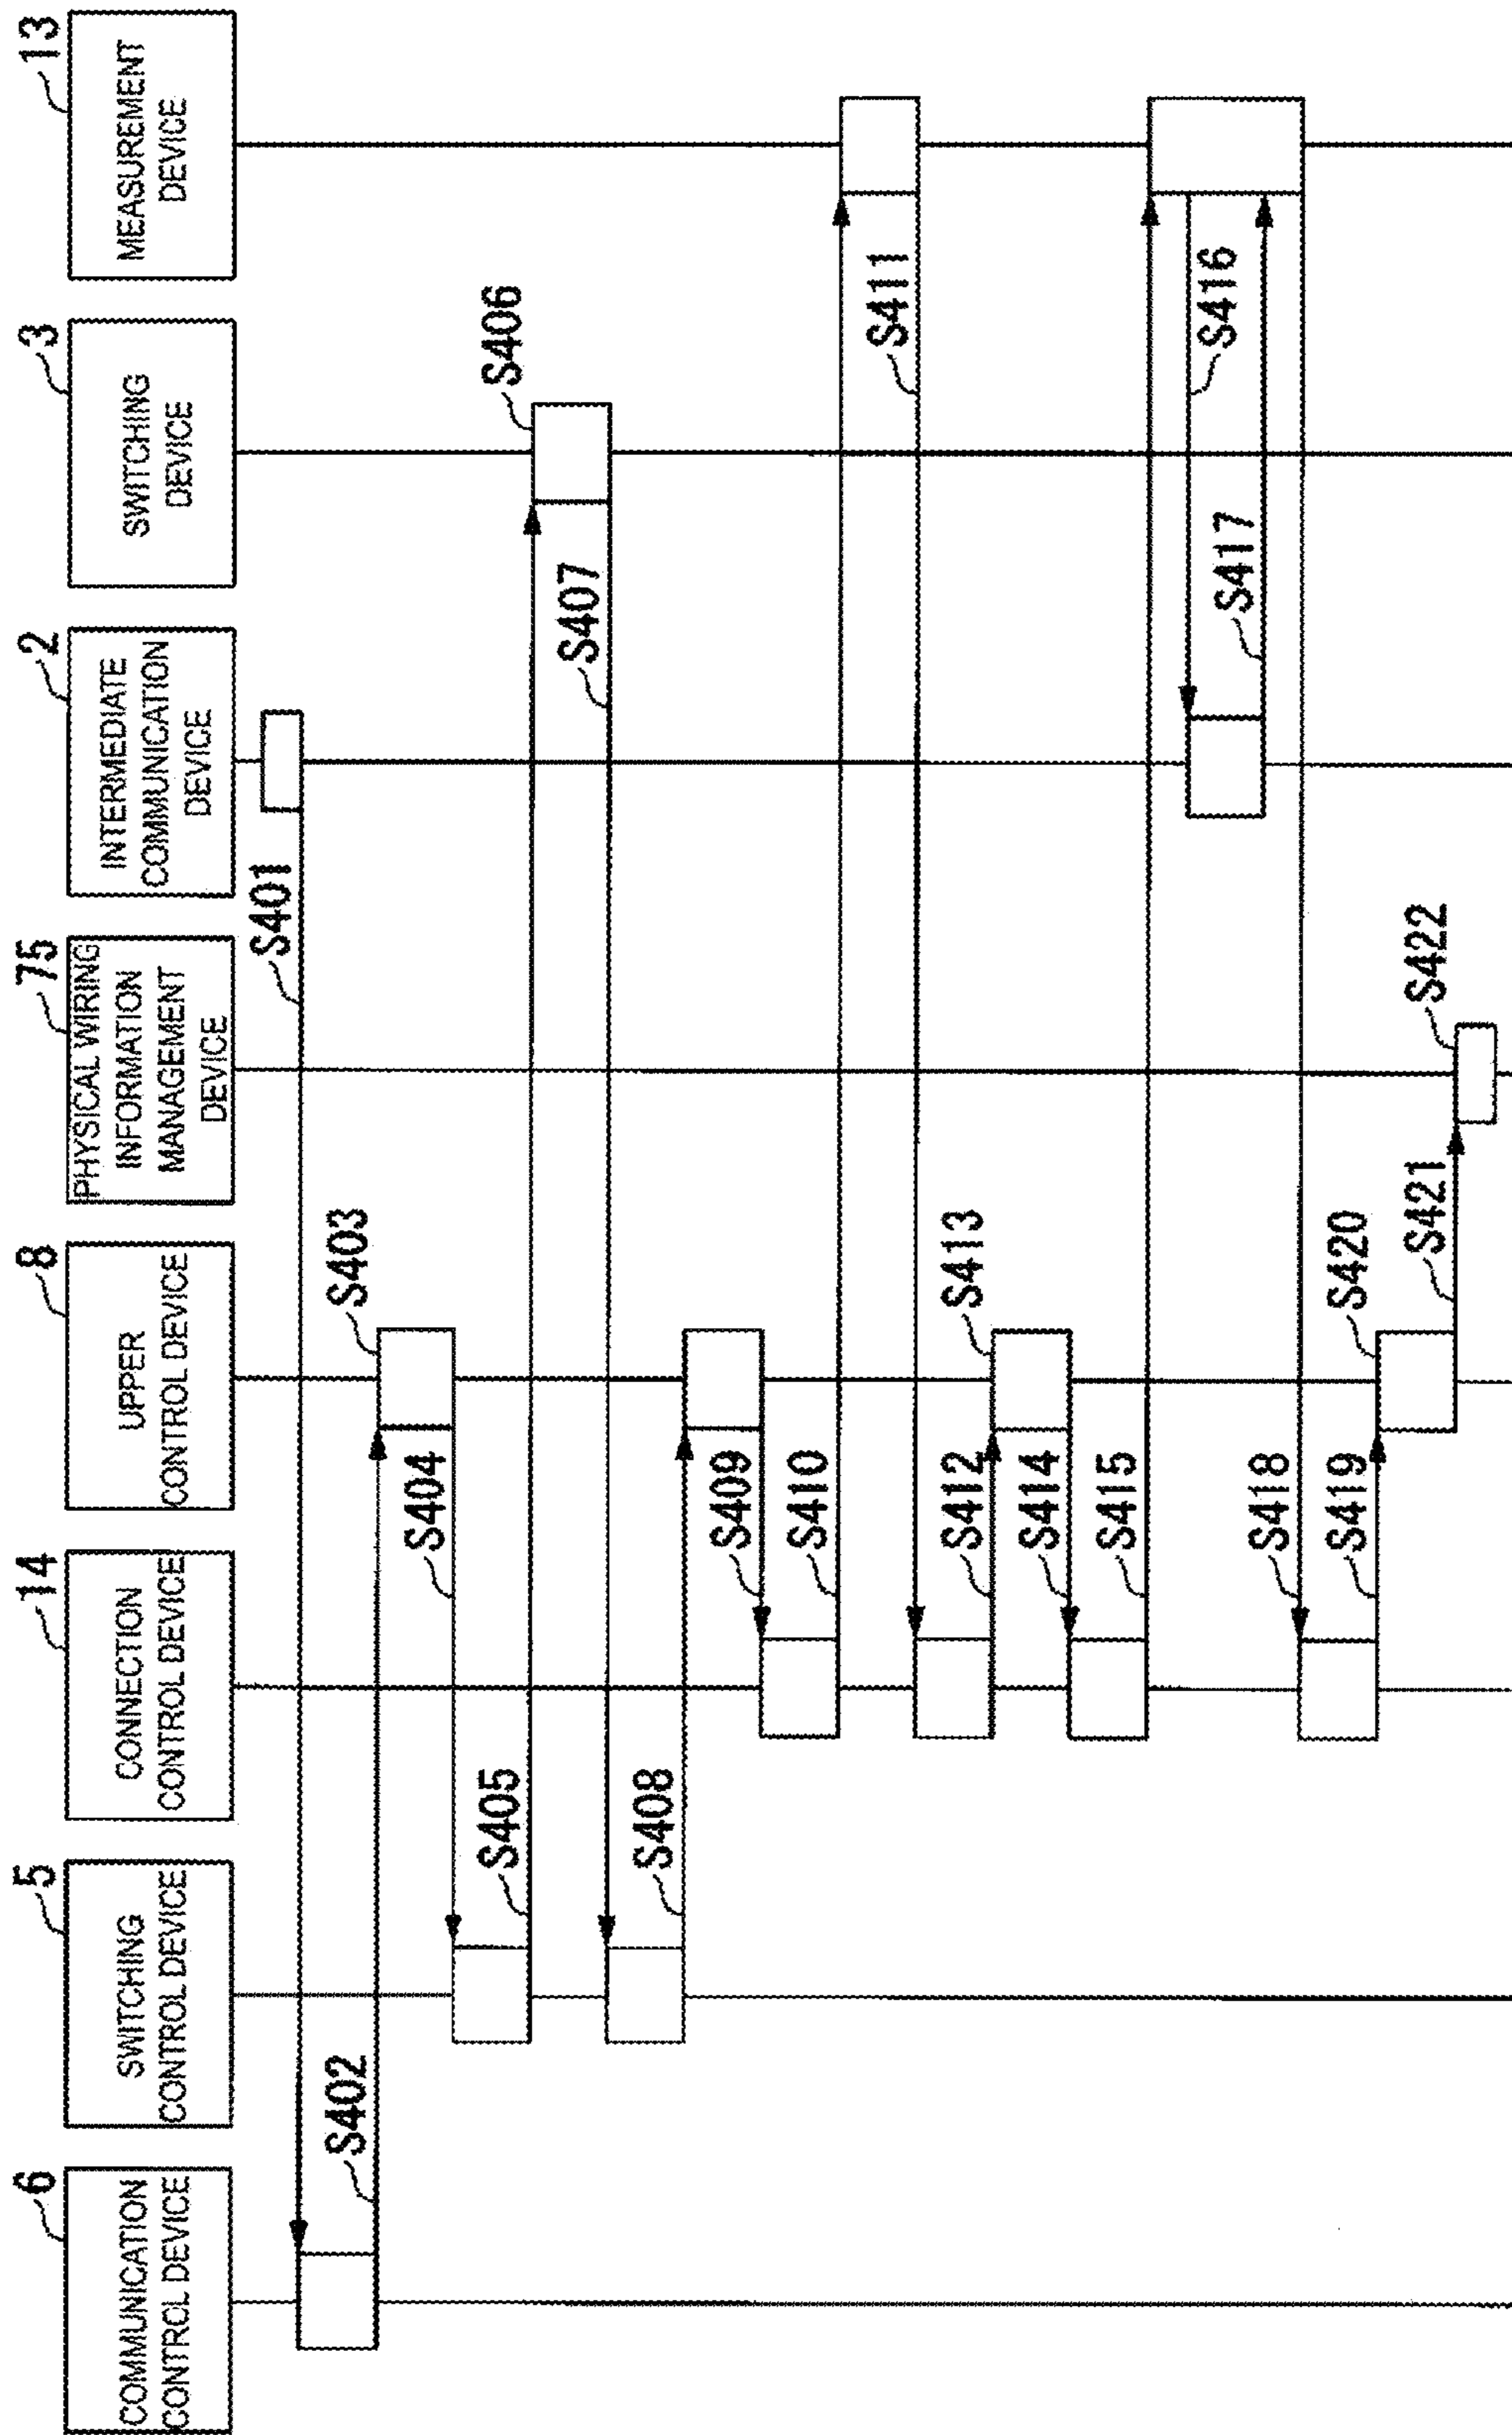 6
COMMUNICATION
CONTROL DEVICE
5
SWITCHING
CONTROL DEVICE
14
CONNECTION
CONTROL DEVICE
8
UPPER
CONTROL DEVICE
75
PHYSICAL WIRING
INFORMATION
MANAGEMENT
DEVICE
2
INTERMEDIATE
COMMUNICATION
DEVICE
3
SWITCHING
DEVICE
13
MEASUREMENT
DEVICE
S401
S402
S403
S404
S405
S406
S407
S408
S409
S410
S411
S412
S413
S414
S415
S416
S417
S418
S419
S420
S421
S422